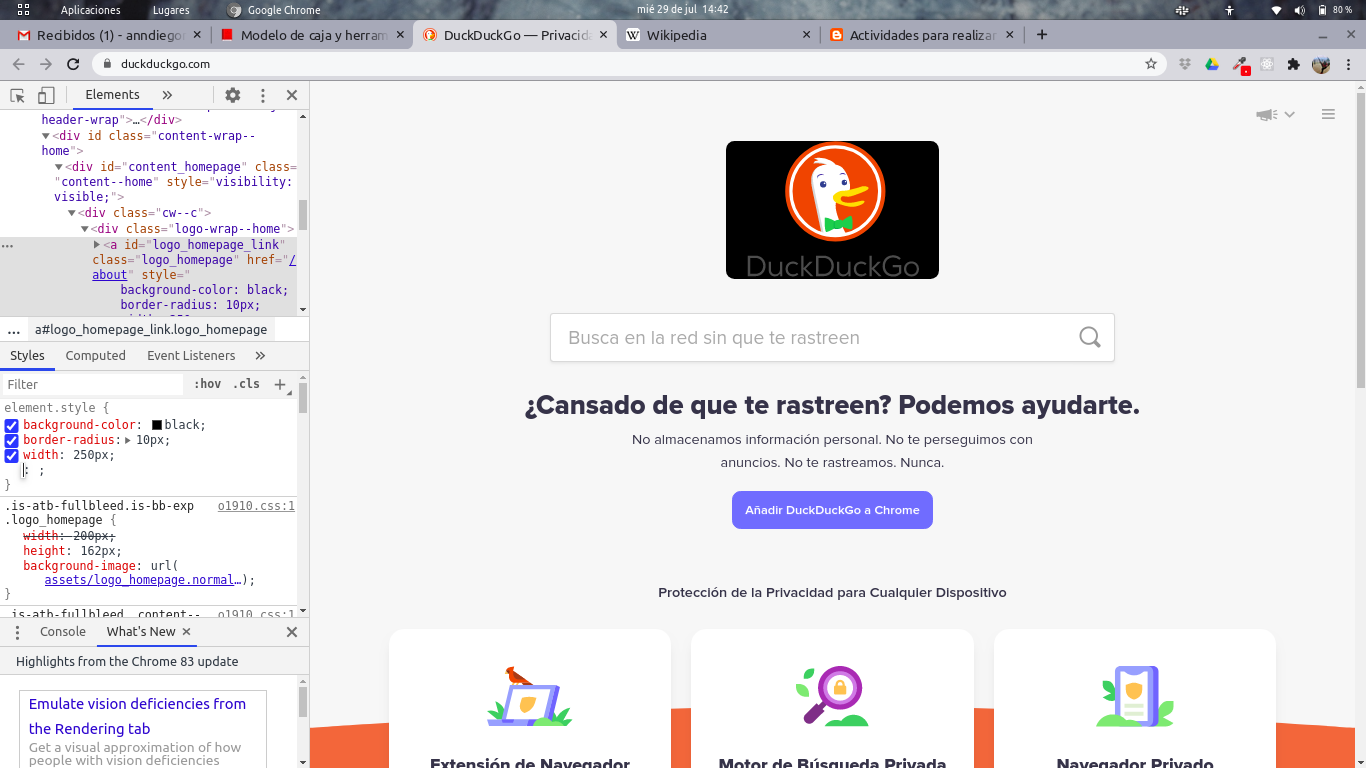 Aplicaciones Lugares Google Chrome mié 29 de jul 14:42 80 %
Recibidos (1) - anndiego Modelo de caja y herram DuckDuckGo — Privacida Wikipedia Actividades para realizar
duckduckgo.com
Elements
header-wrap">…</div>
<div id class="content-wrap--
home">
<div id="content_homepage" class=
"content--home" style="visibility:
visible;">
<div class="cw--c">
<div class="logo-wrap--home">
<a id="logo_homepage_link"
class="logo_homepage" href="/
about" style="
background-color: black;
border-radius: 10px;
… a#logo_homepage_link.logo_homepage
Styles Computed Event Listeners
Filter :hov .cls
element.style {
background-color: black;
border-radius: 10px;
width: 250px;
: ;
}
.is-atb-fullbleed.is-bb-exp o1910.css:1
.logo_homepage {
width: 200px;
height: 162px;
background-image: url(
assets/logo_homepage.normal…);
}
.is-atb-fullbleed .content-- o1910.css:1
Console What's New
Highlights from the Chrome 83 update
Emulate vision deficiencies from
the Rendering tab
Get a visual approximation of how
people with vision deficiencies
DuckDuckGo
Busca en la red sin que te rastreen
¿Cansado de que te rastreen? Podemos ayudarte.
No almacenamos información personal. No te perseguimos con
anuncios. No te rastreamos. Nunca.
Añadir DuckDuckGo a Chrome
Protección de la Privacidad para Cualquier Dispositivo
Extensión de Navegador Motor de Búsqueda Privada Navegador Privado